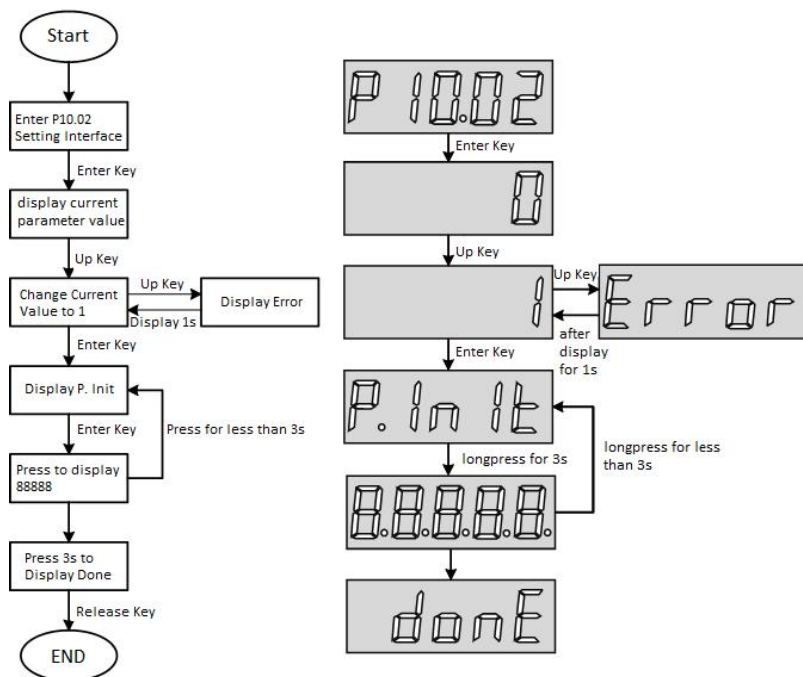 Start
Enter P10.02
Setting Interface
Enter Key
display current
parameter value
Up Key
Change Current
Value to 1
Up Key
Display 1s
Display Error
Enter Key
Display P. Init
Enter Key
Press for less than 3s
Press to display
88888
Press 3s to
Display Done
Release Key
END
P10.02
Enter Key
0
Up Key
1
Up Key
Error
after
display
for 1s
Enter Key
P.1n1t
longpress for 3s
longpress for less
than 3s
8.8.8.8.8.
donE